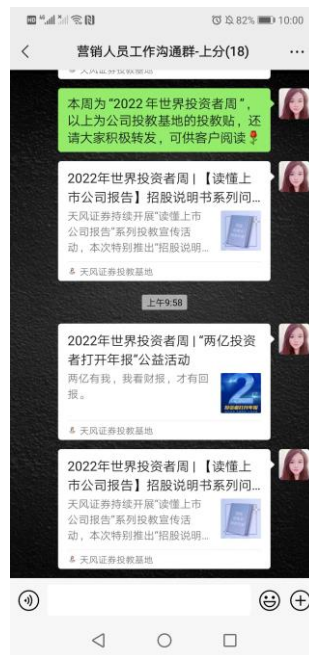 HD 82% 10:00
营销人员工作沟通群-上分(18)
天风证券投教基地
本周为“2022年世界投资者周”，
以上为公司投教基地的投教贴，还
请大家积极转发，可供客户阅读
2022年世界投资者周 | 【读懂上
市公司报告】招股说明书系列问...
天风证券持续开展“读懂上市
公司报告”系列投教宣传活
动，本次特别推出“招股说明...
天风证券投教基地
上午9:58
2022年世界投资者周 | “两亿投资
者打开年报”公益活动
两亿有我，我看财报，才有回
报。
天风证券投教基地
2022年世界投资者周 | 【读懂上
市公司报告】招股说明书系列问...
天风证券持续开展“读懂上市
公司报告”系列投教宣传活
动，本次特别推出“招股说明...
天风证券投教基地